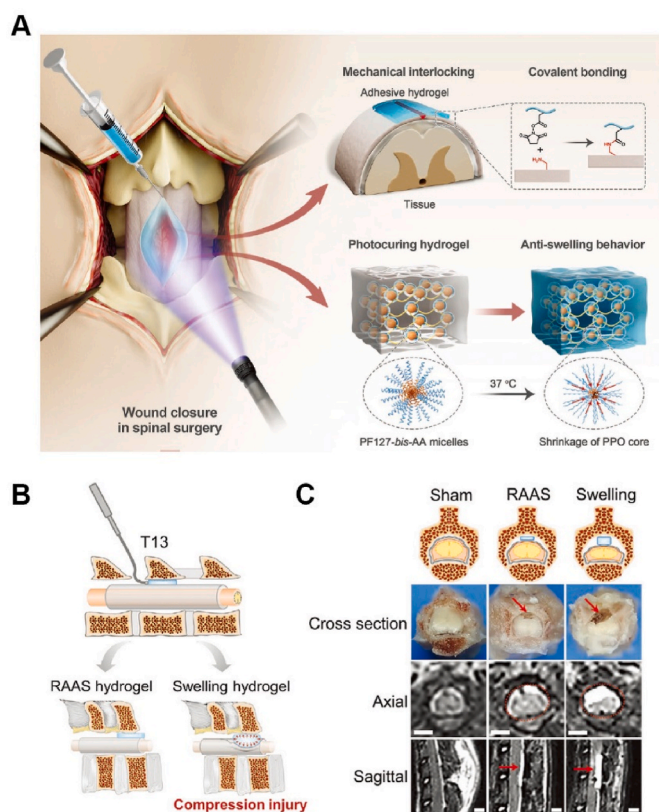 A
Mechanical interlocking
Covalent bonding
Adhesive hydrogel
Tissue
Photocuring hydrogel
Anti-swelling behavior
37 °C
Wound closure
in spinal surgery
PF127-bis-AA micelles
Shrinkage of PPO core
B
T13
RAAS hydrogel
Swelling hydrogel
Compression injury
C
Sham
RAAS
Swelling
Cross section
Axial
Sagittal